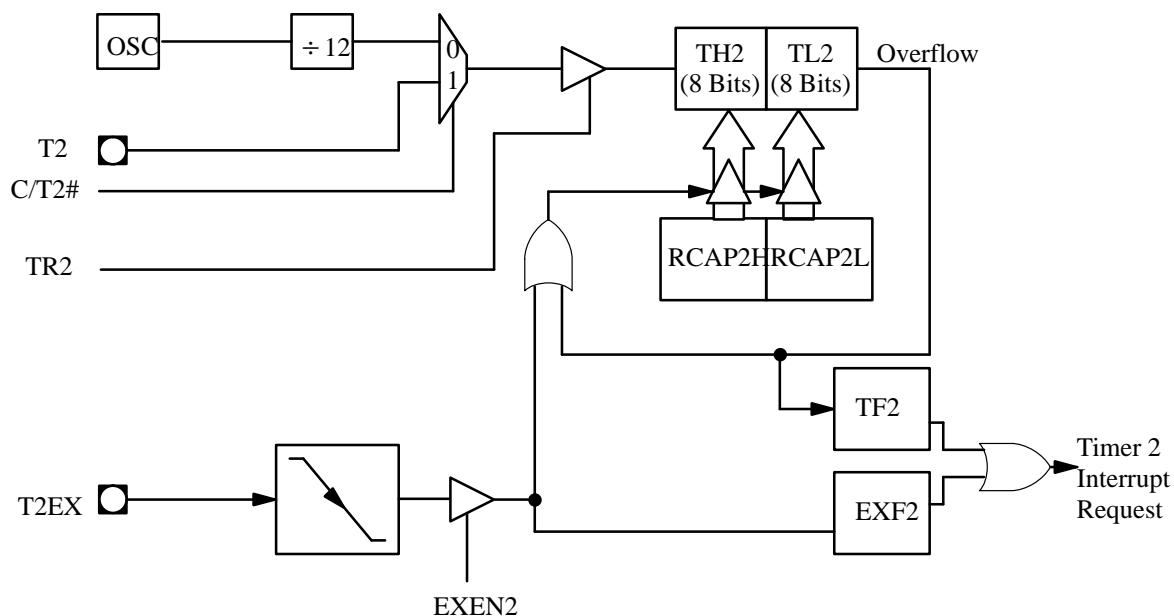 OSC
÷ 12
0
1
TH2
(8 Bits)
TL2
(8 Bits)
Overflow
T2
C/T2#
TR2
RCAP2H
RCAP2L
TF2
T2EX
EXF2
Timer 2
Interrupt
Request
EXEN2